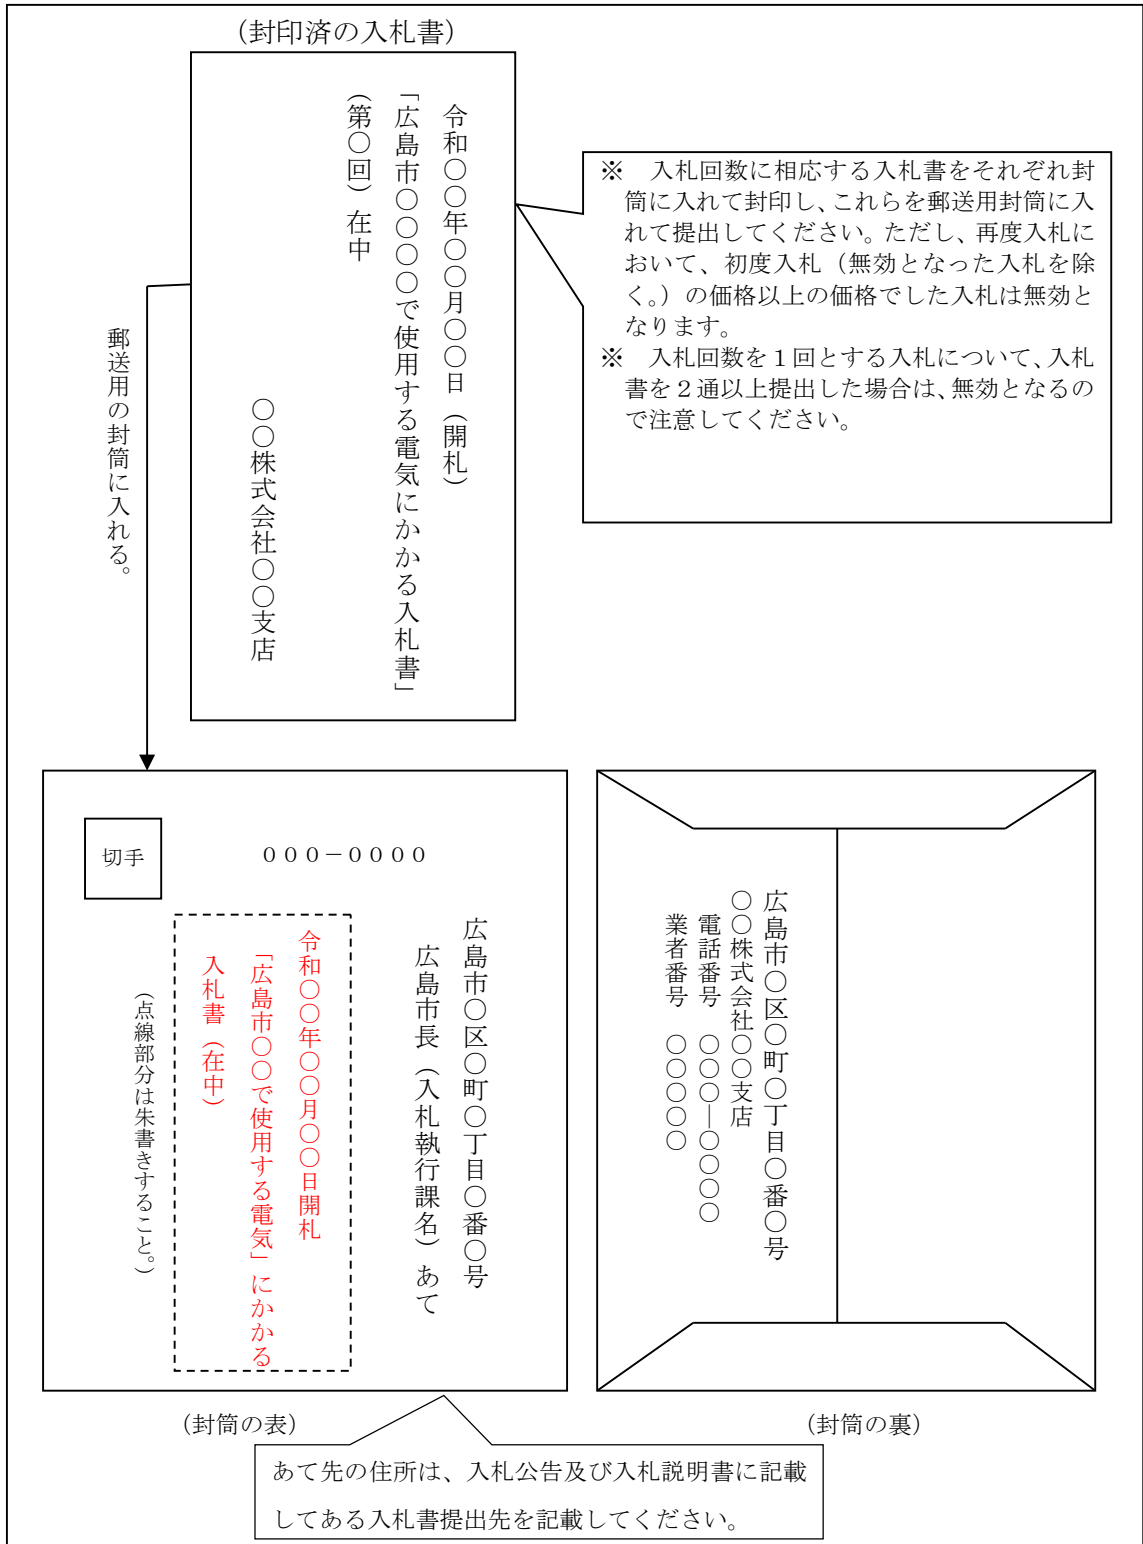 (封印済の入札書)
令和〇〇年〇〇月〇〇日（開札）
「広島市〇〇〇〇で使用する電気にかかる入札書」
（第〇回）在中
〇〇株式会社〇〇支店
※　入札回数に相応する入札書をそれぞれ封
筒に入れて封印し、これらを郵送用封筒に入
れて提出してください。ただし、再度入札に
おいて、初度入札（無効となった入札を除
く。）の価格以上の価格でした入札は無効と
なります。
※　入札回数を１回とする入札について、入札
書を２通以上提出した場合は、無効となるの
で注意してください。
郵送用の封筒に入れる。
切手
０００－００００
広島市〇区〇町〇丁目〇番〇号
広島市長（入札執行課名）あて
令和〇〇年〇〇月〇〇日開札
「広島市〇〇で使用する電気」にかかる
入札書（在中）
（点線部分は朱書きすること。）
(封筒の表)
広島市〇区〇町〇丁目〇番〇号
〇〇株式会社〇〇支店
電話番号　〇〇〇―〇〇〇〇
業者番号　〇〇〇〇〇
(封筒の裏)
あて先の住所は、入札公告及び入札説明書に記載
してある入札書提出先を記載してください。